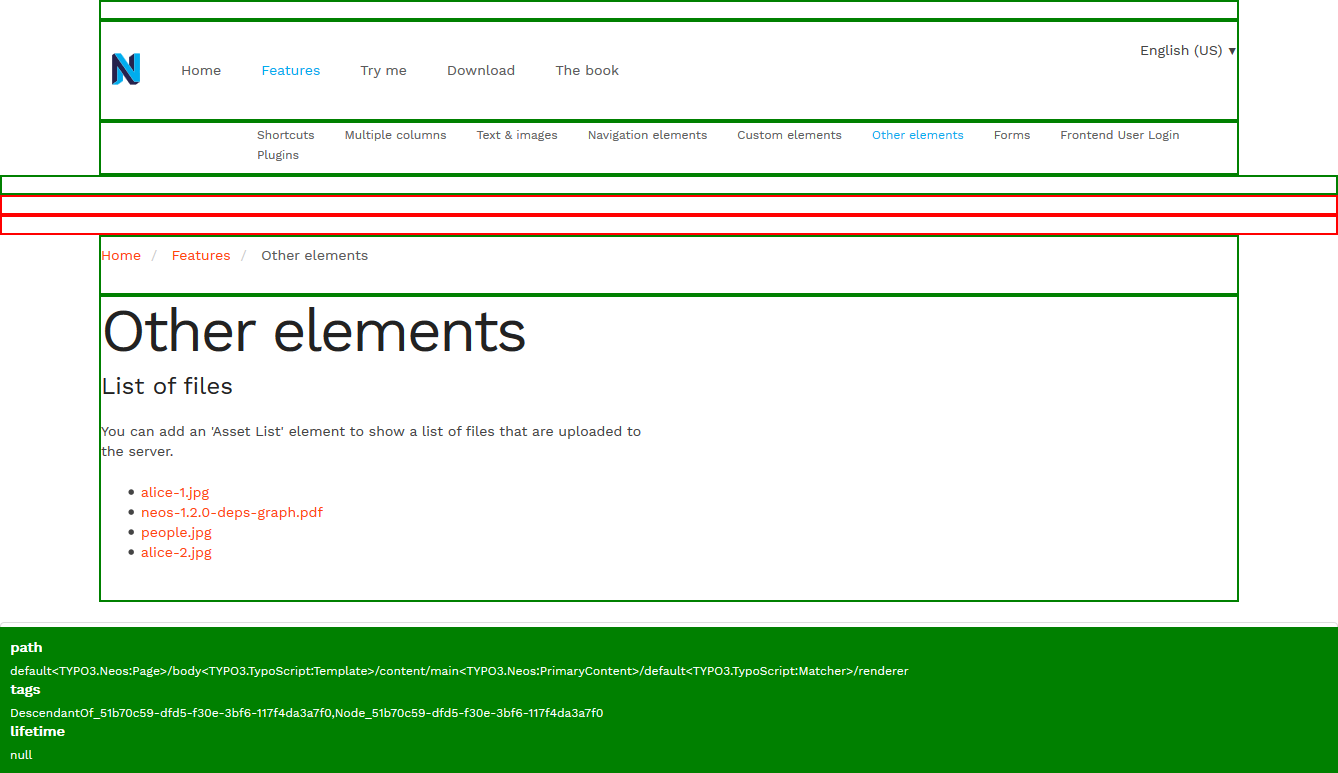 English (US) ▼
Home Features Try me Download The book
Shortcuts Multiple columns Text & images Navigation elements Custom elements Other elements Forms Frontend User Login
Plugins
Home / Features / Other elements
Other elements
List of files
You can add an 'Asset List' element to show a list of files that are uploaded to
the server.
• alice-1.jpg
• neos-1.2.0-deps-graph.pdf
• people.jpg
• alice-2.jpg
path
default<TYPO3.Neos:Page>/body<TYPO3.TypoScript:Template>/content/main<TYPO3.Neos:PrimaryContent>/default<TYPO3.TypoScript:Matcher>/renderer
tags
DescendantOf_51b70c59-dfd5-f30e-3bf6-117f4da3a7f0,Node_51b70c59-dfd5-f30e-3bf6-117f4da3a7f0
lifetime
null